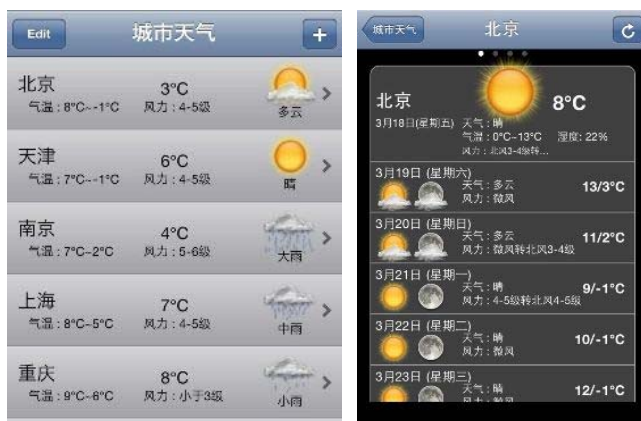 Edit
城市天气
+
北京
3°C
气温：8°C~-1°C
风力：4-5级
多云
天津
6°C
气温：7°C~-1°C
风力：4-5级
晴
南京
4°C
气温：7°C~2°C
风力：5-6级
大雨
上海
7°C
气温：8°C~5°C
风力：4-5级
中雨
重庆
8°C
气温：9°C~6°C
风力：小于3级
小雨
城市天气
北京
北京
8°C
3月18日(星期五)
天气：晴
气温：0°C~13°C
湿度：22%
风力：北风3-4级转...
3月19日 (星期六)
天气：多云
风力：微风
13/3°C
3月20日 (星期日)
天气：多云
风力：微风转北风3-4级
11/2°C
3月21日 (星期一)
天气：晴
风力：4-5级转北风4-5级
9/-1°C
3月22日 (星期二)
天气：晴
风力：微风
10/-1°C
3月23日 (星期三)
天气：晴
12/-1°C